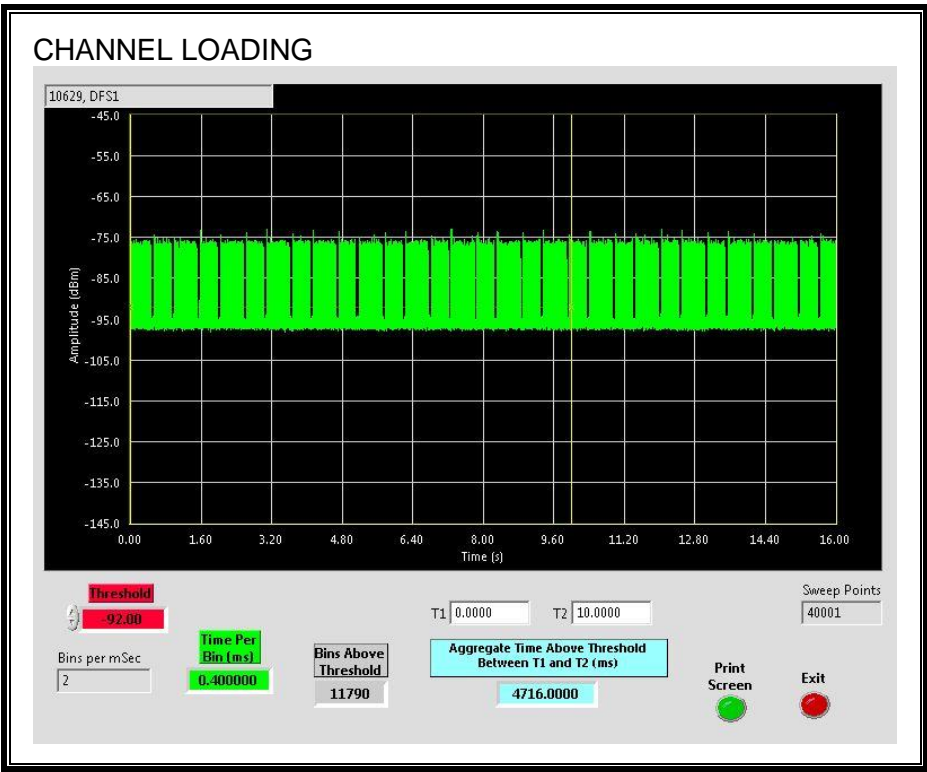 CHANNEL LOADING
10629, DFS1
-45.0
-55.0
-65.0
-75.0
-85.0
-95.0
-105.0
-115.0
-125.0
-135.0
-145.0
Amplitude (dBm)
0.00 1.60 3.20 4.80 6.40 8.00 9.60 11.20 12.80 14.40 16.00
Time (s)
Threshold
-92.00
Bins per mSec
2
Time Per
Bin (ms)
0.400000
Bins Above
Threshold
11790
T1 0.0000 T2 10.0000
Aggregate Time Above Threshold
Between T1 and T2 (ms)
4716.0000
Sweep Points
40001
Print
Screen
Exit